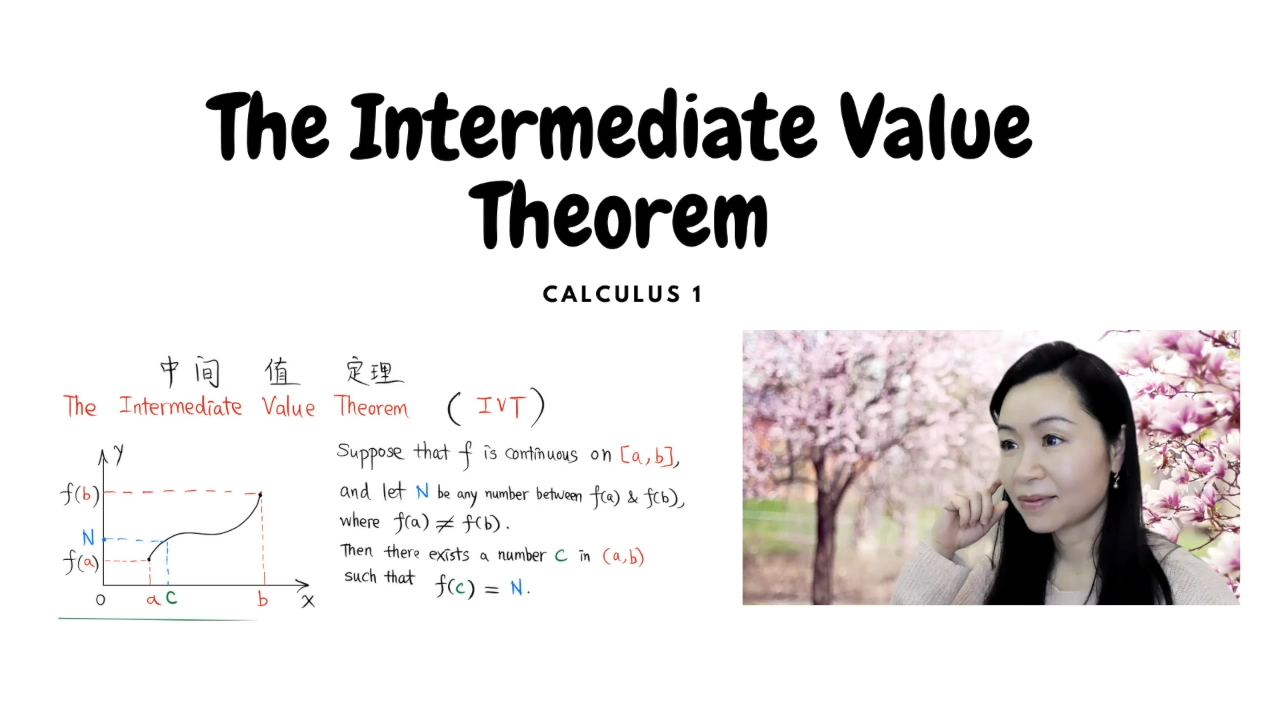 The Intermediate Value
Theorem
CALCULUS 1
中间 值 定理
The Intermediate Value Theorem ( IVT )
y
f(b)
N
f(a)
0 a c b x
Suppose that f is continuous on [a,b],
and let N be any number between f(a) & f(b),
where f(a) ≠ f(b).
Then there exists a number c in (a,b)
such that f(c) = N.